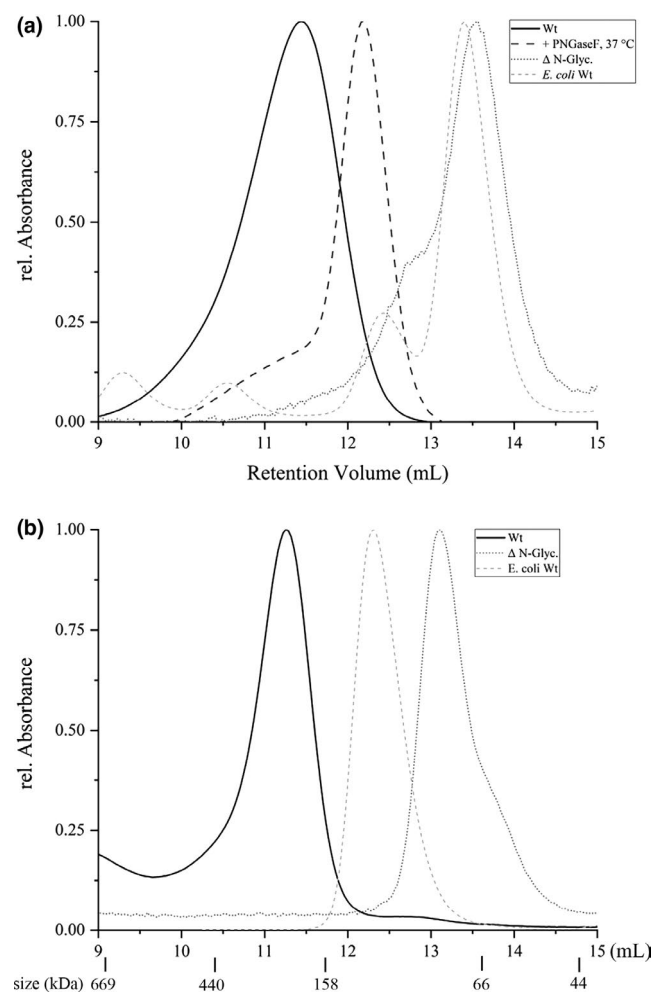 (a)
Wt
+ PNGaseF, 37 °C
Δ N-Glyc.
E. coli Wt
1.00
0.75
0.50
0.25
0.00
rel. Absorbance
9 10 11 12 13 14 15
Retention Volume (mL)
(b)
Wt
Δ N-Glyc.
E. coli Wt
1.00
0.75
0.50
0.25
0.00
rel. Absorbance
9 10 11 12 13 14 15 (mL)
size (kDa) 669 440 158 66 44